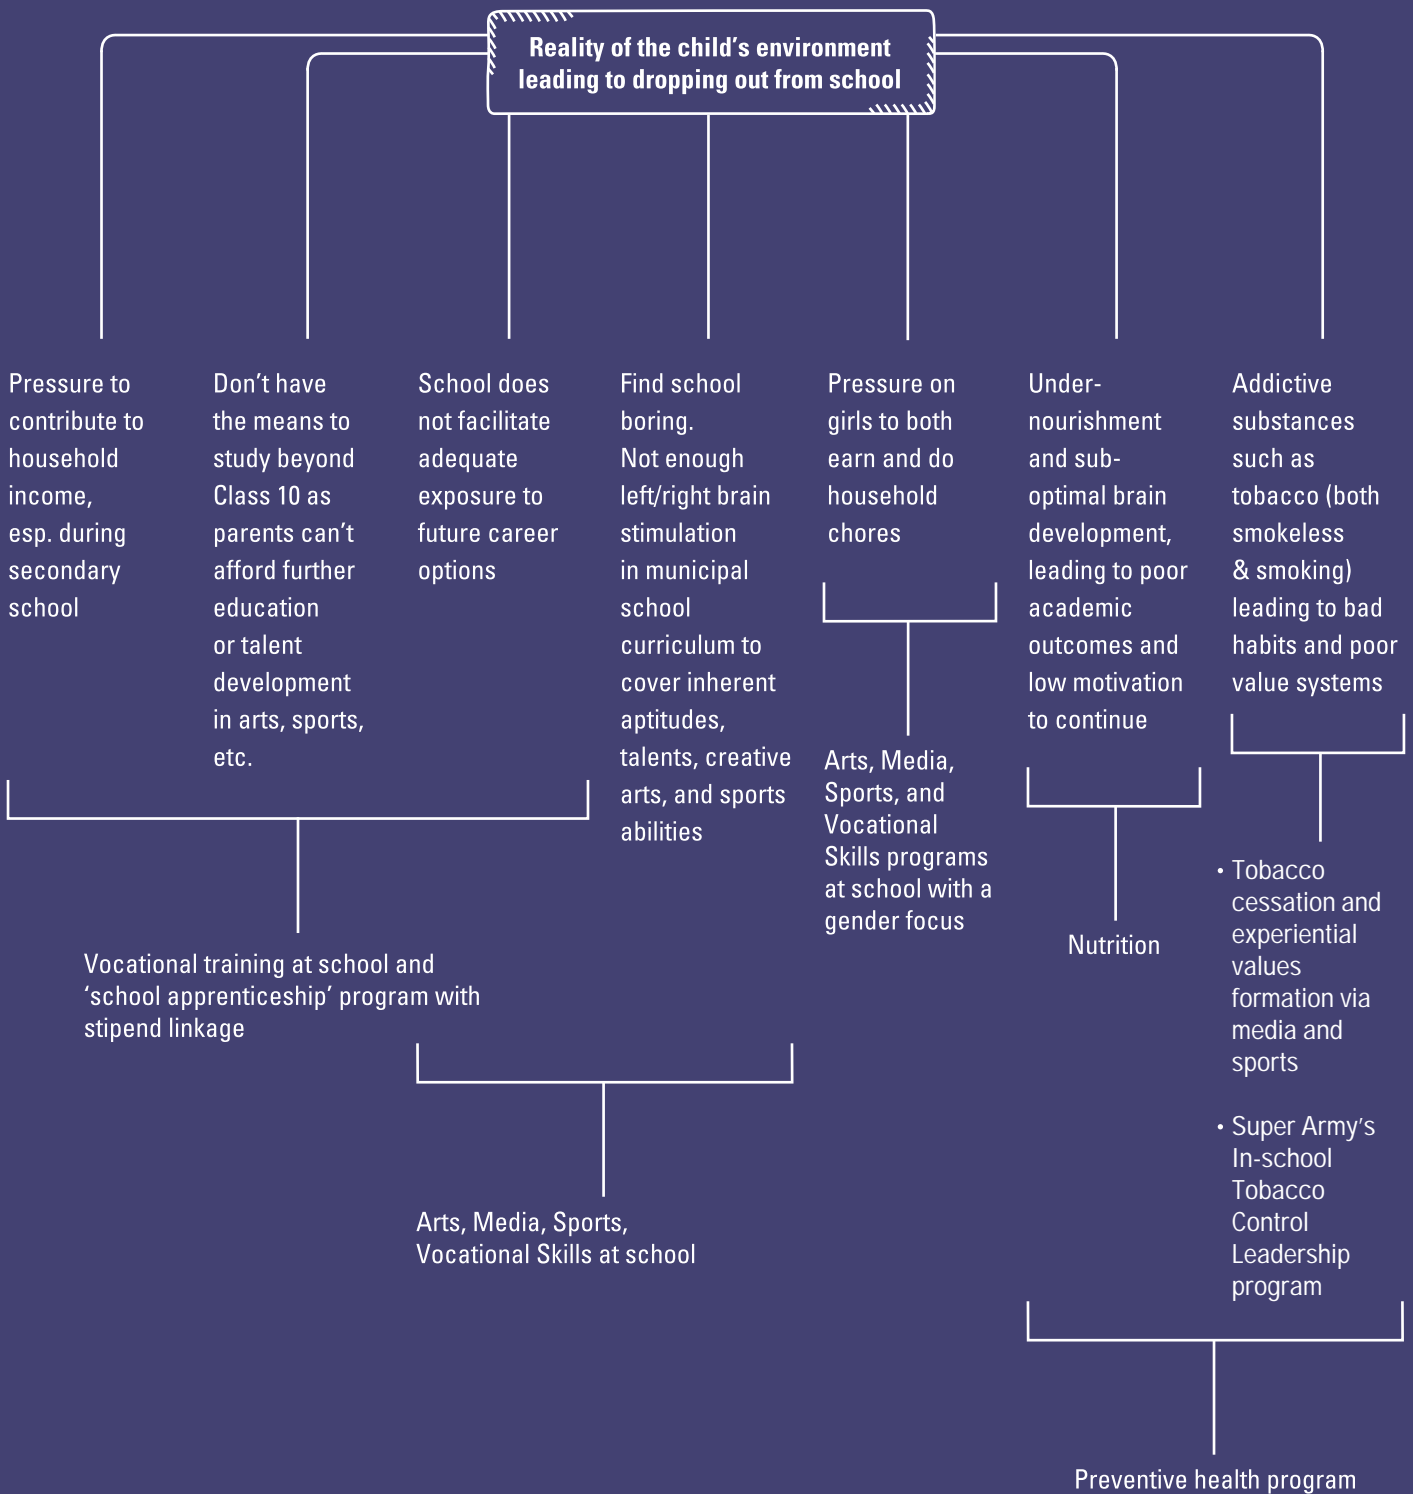 Reality of the child’s environment
leading to dropping out from school
Pressure to
contribute to
household
income,
esp. during
secondary
school
Don’t have
the means to
study beyond
Class 10 as
parents can’t
afford further
education
or talent
development
in arts, sports,
etc.
School does
not facilitate
adequate
exposure to
future career
options
Find school
boring.
Not enough
left/right brain
stimulation
in municipal
school
curriculum to
cover inherent
aptitudes,
talents, creative
arts, and sports
abilities
Pressure on
girls to both
earn and do
household
chores
Under-
nourishment
and sub-
optimal brain
development,
leading to poor
academic
outcomes and
low motivation
to continue
Addictive
substances
such as
tobacco (both
smokeless
& smoking)
leading to bad
habits and poor
value systems
Vocational training at school and
‘school apprenticeship’ program with
stipend linkage
Arts, Media, Sports,
Vocational Skills at school
Arts, Media,
Sports, and
Vocational
Skills programs
at school with a
gender focus
Nutrition
• Tobacco
cessation and
experiential
values
formation via
media and
sports
• Super Army’s
In-school
Tobacco
Control
Leadership
program
Preventive health program